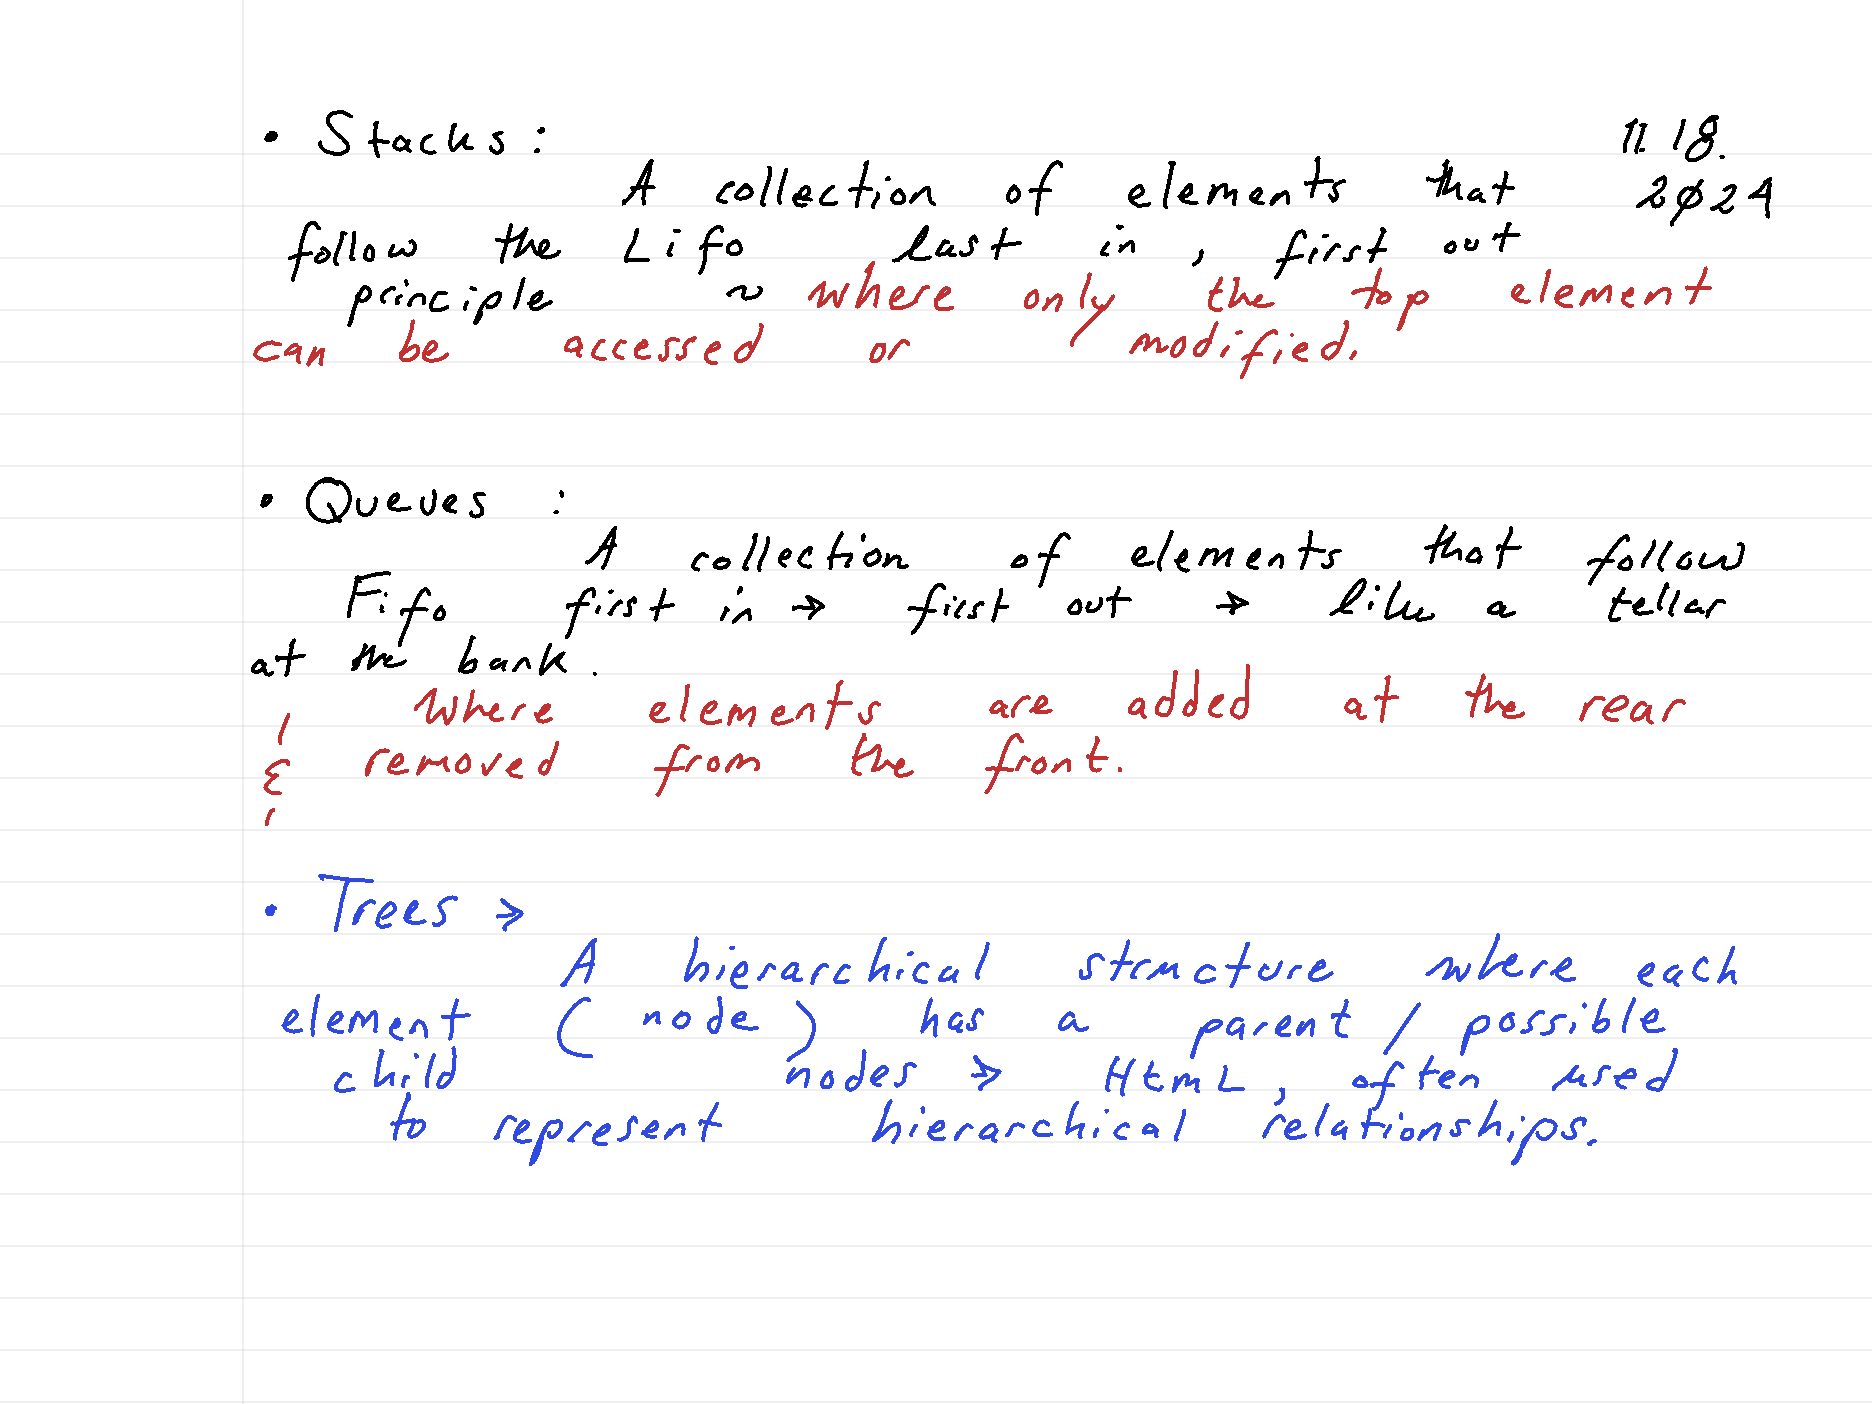 • Stacks: 11.18.
A collection of elements that 2024
follow the Lifo last in, first out
principle ~ where only the top element
can be accessed or modified.
• Queues :
A collection of elements that follow
Fifo first in → first out → like a tellar
at the bank.
Where elements are added at the rear
& removed from the front.
• Trees →
A hierarchical structure where each
element (node) has a parent / possible
child nodes → HtmL, often used
to represent hierarchical relationships.